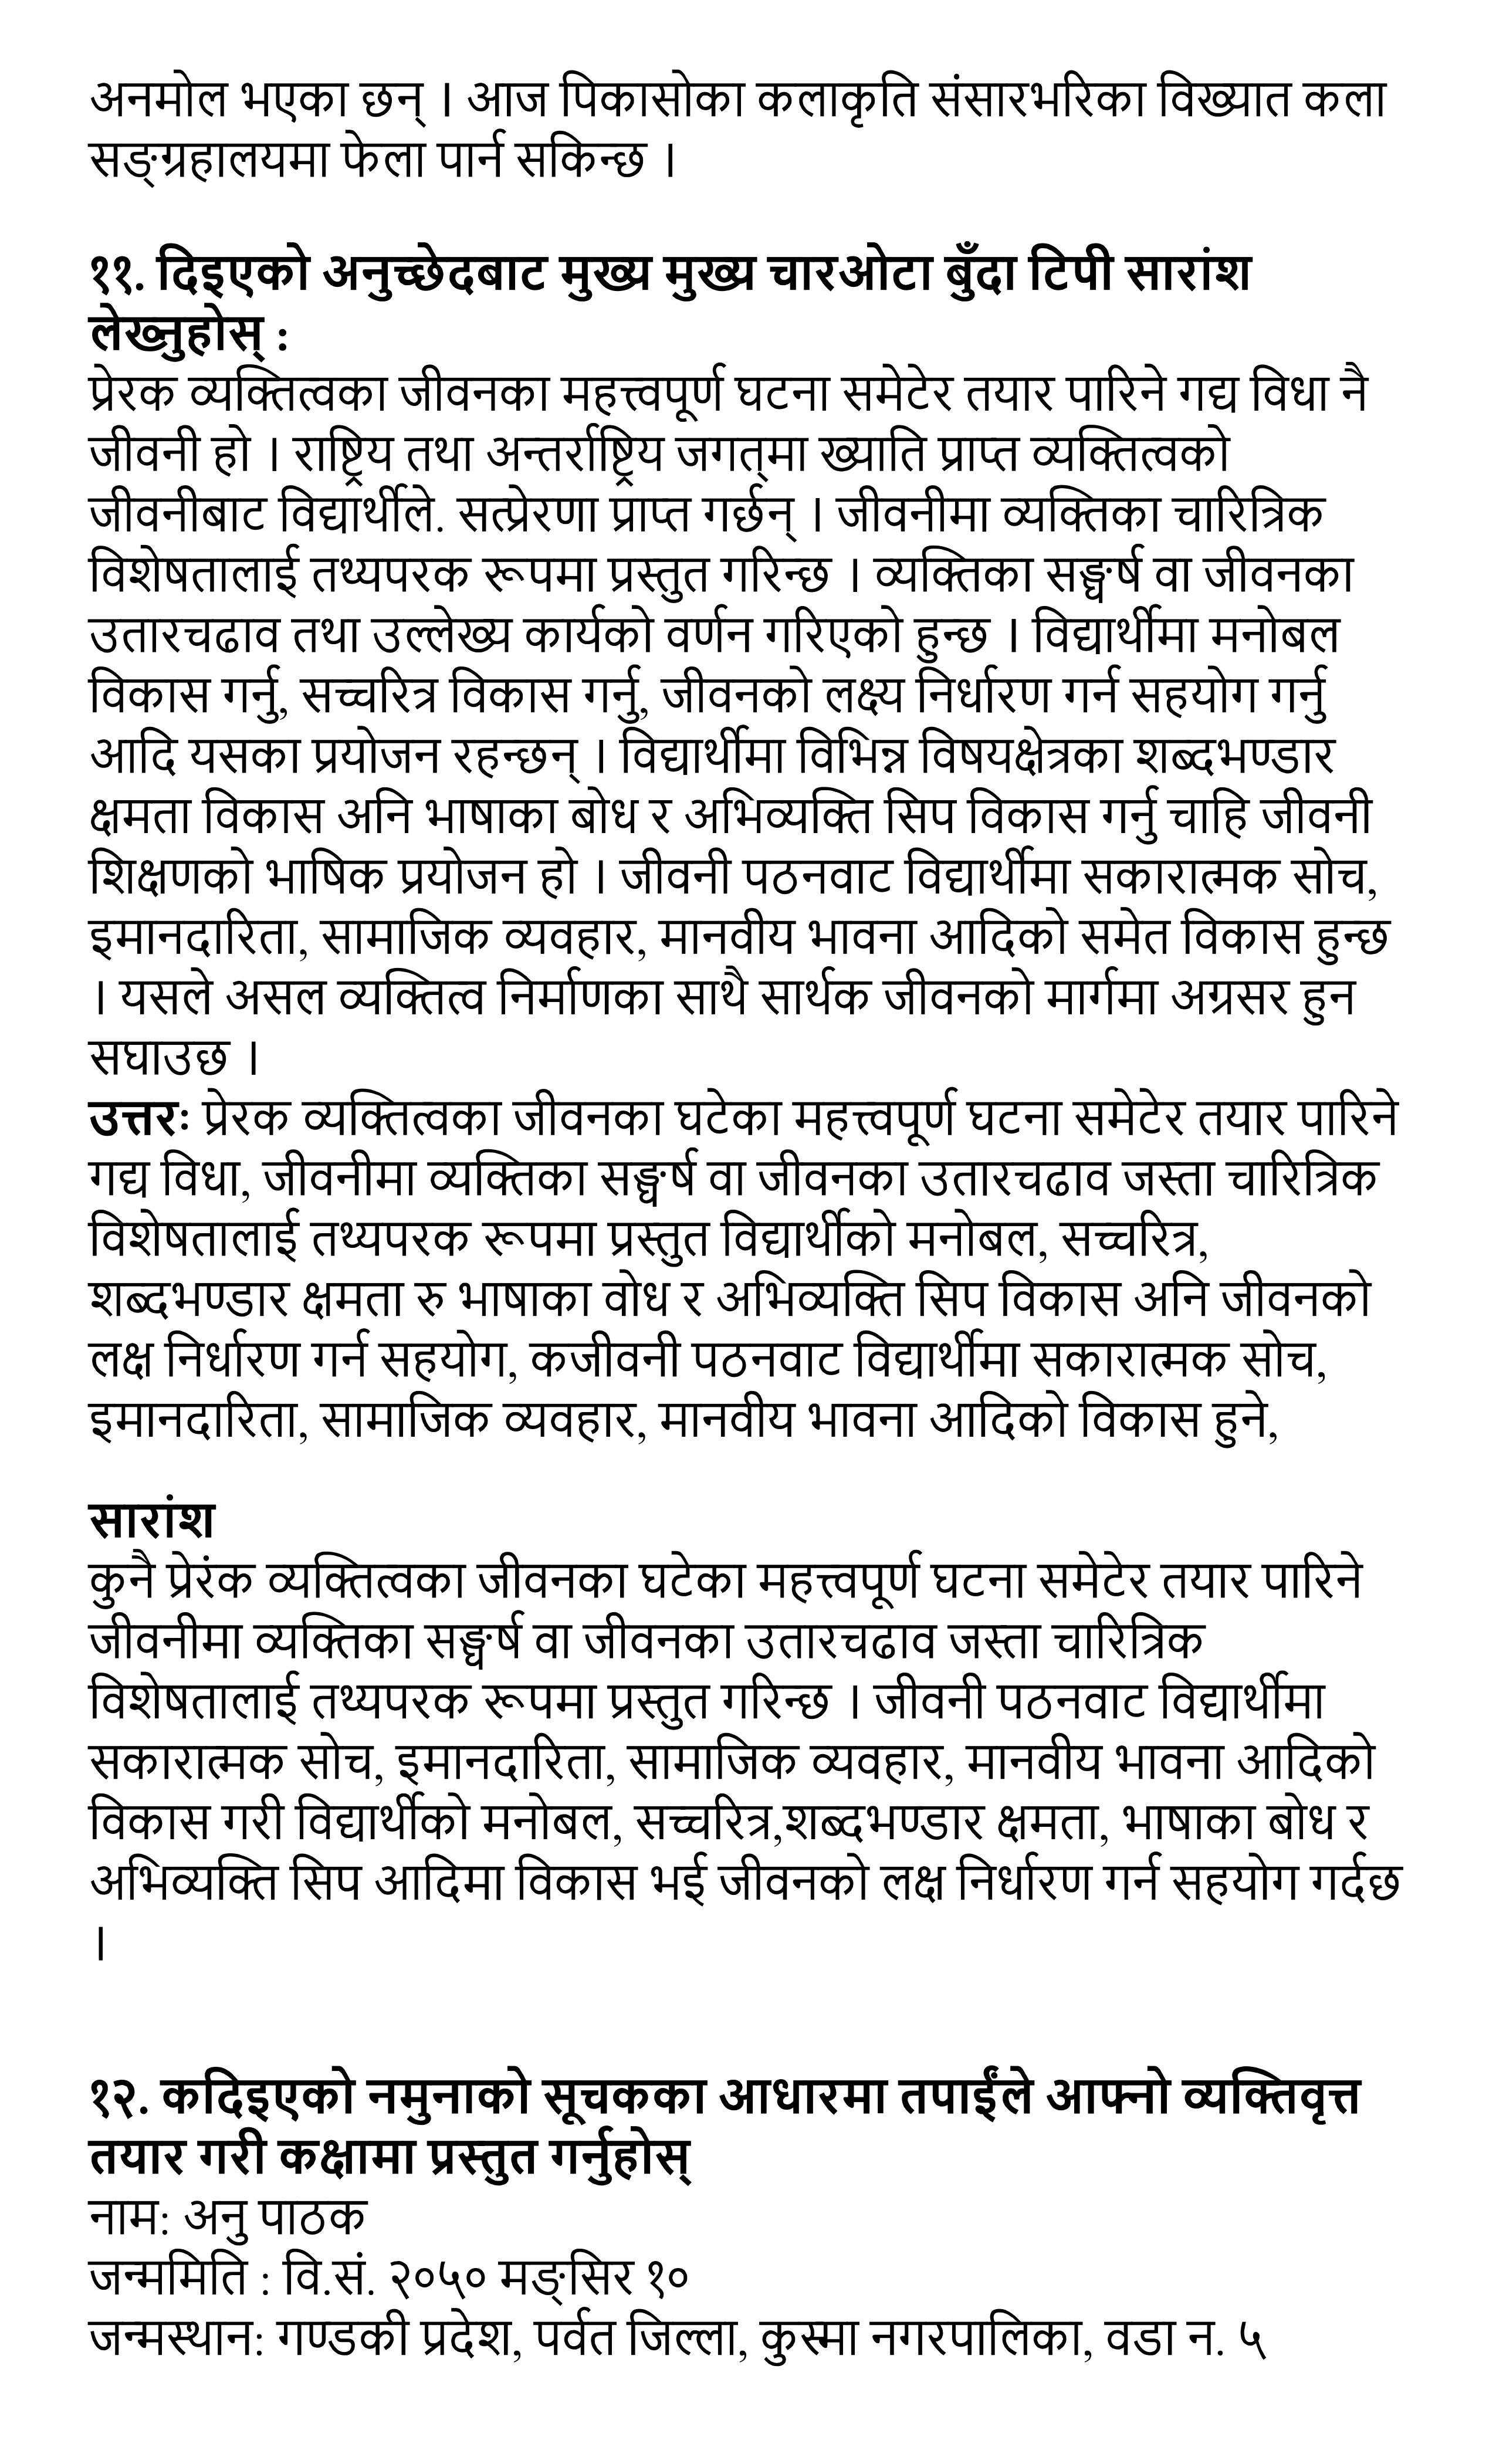 अनमोल भएका छन् । आज पिकासोका कलाकृति संसारभरिका विख्यात कला
सङ्ग्रहालयमा फेला पार्न सकिन्छ ।
११. दिइएको अनुच्छेदबाट मुख्य मुख्य चारओटा बुँदा टिपी सारांश
लेख्नुहोस् :
प्रेरक व्यक्तित्वका जीवनका महत्त्वपूर्ण घटना समेटेर तयार पारिने गद्य विधा नै
जीवनी हो । राष्ट्रिय तथा अन्तर्राष्ट्रिय जगत्‌मा ख्याति प्राप्त व्यक्तित्वको
जीवनीबाट विद्यार्थीले. सत्प्रेरणा प्राप्त गर्छन् । जीवनीमा व्यक्तिका चारित्रिक
विशेषतालाई तथ्यपरक रूपमा प्रस्तुत गरिन्छ । व्यक्तिका सङ्घर्ष वा जीवनका
उतारचढाव तथा उल्लेख्य कार्यको वर्णन गरिएको हुन्छ । विद्यार्थीमा मनोबल
विकास गर्नु, सच्चरित्र विकास गर्नु, जीवनको लक्ष्य निर्धारण गर्न सहयोग गर्नु
आदि यसका प्रयोजन रहन्छन् । विद्यार्थीमा विभिन्न विषयक्षेत्रका शब्दभण्डार
क्षमता विकास अनि भाषाका बोध र अभिव्यक्ति सिप विकास गर्नु चाहि जीवनी
शिक्षणको भाषिक प्रयोजन हो । जीवनी पठनवाट विद्यार्थीमा सकारात्मक सोच,
इमानदारिता, सामाजिक व्यवहार, मानवीय भावना आदिको समेत विकास हुन्छ
। यसले असल व्यक्तित्व निर्माणका साथै सार्थक जीवनको मार्गमा अग्रसर हुन
सघाउछ ।
उत्तरः प्रेरक व्यक्तित्वका जीवनका घटेका महत्त्वपूर्ण घटना समेटेर तयार पारिने
गद्य विधा, जीवनीमा व्यक्तिका सङ्घर्ष वा जीवनका उतारचढाव जस्ता चारित्रिक
विशेषतालाई तथ्यपरक रूपमा प्रस्तुत विद्यार्थीको मनोबल, सच्चरित्र,
शब्दभण्डार क्षमता रु भाषाका वोध र अभिव्यक्ति सिप विकास अनि जीवनको
लक्ष निर्धारण गर्न सहयोग, कजीवनी पठनवाट विद्यार्थीमा सकारात्मक सोच,
इमानदारिता, सामाजिक व्यवहार, मानवीय भावना आदिको विकास हुने,
सारांश
कुनै प्रेरंक व्यक्तित्वका जीवनका घटेका महत्त्वपूर्ण घटना समेटेर तयार पारिने
जीवनीमा व्यक्तिका सङ्घर्ष वा जीवनका उतारचढाव जस्ता चारित्रिक
विशेषतालाई तथ्यपरक रूपमा प्रस्तुत गरिन्छ । जीवनी पठनवाट विद्यार्थीमा
सकारात्मक सोच, इमानदारिता, सामाजिक व्यवहार, मानवीय भावना आदिको
विकास गरी विद्यार्थीको मनोबल, सच्चरित्र,शब्दभण्डार क्षमता, भाषाका बोध र
अभिव्यक्ति सिप आदिमा विकास भई जीवनको लक्ष निर्धारण गर्न सहयोग गर्दछ
।
१२. कदिइएको नमुनाको सूचकका आधारमा तपाईंले आफ्नो व्यक्तिवृत्त
तयार गरी कक्षामा प्रस्तुत गर्नुहोस्
नाम: अनु पाठक
जन्ममिति : वि.सं. २०५० मङ्सिर १०
जन्मस्थान: गण्डकी प्रदेश, पर्वत जिल्ला, कुस्मा नगरपालिका, वडा न. ५